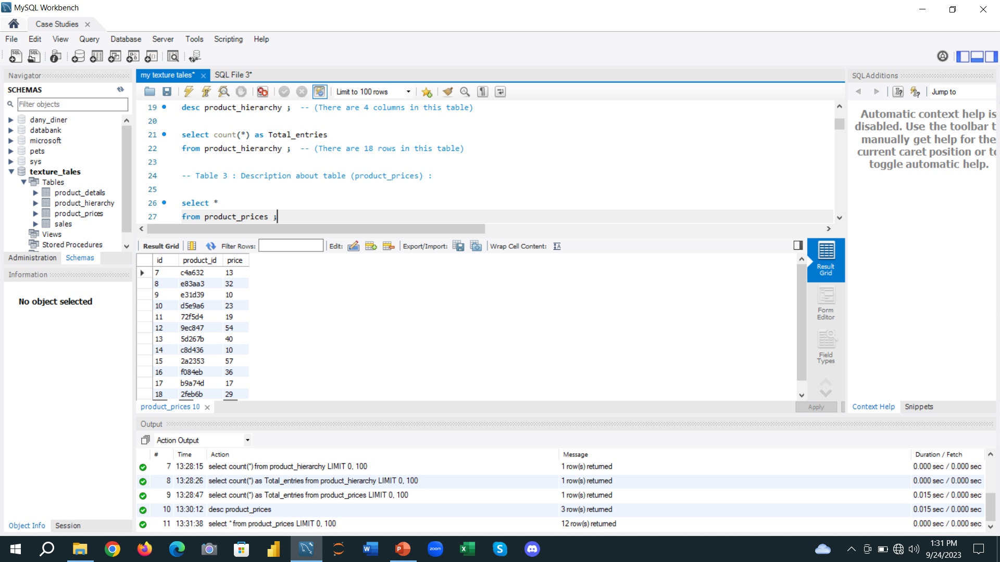 MySQL Workbench
Case Studies
File Edit View Query Database Server Tools Scripting Help
Navigator
SCHEMAS
Filter objects
dany_diner
databank
microsoft
pets
sys
texture_tales
Tables
product_details
product_hierarchy
product_prices
sales
Views
Stored Procedures
Administration Schemas
Information
No object selected
Object Info Session
my texture tales* SQL File 3*
Limit to 100 rows
19 desc product_hierarchy ; -- (There are 4 columns in this table)
20
21 select count(*) as Total_entries
22 from product_hierarchy ; -- (There are 18 rows in this table)
23
24 -- Table 3 : Description about table (product_prices) :
25
26 select *
27 from product_prices ;
Result Grid Filter Rows: Edit: Export/Import: Wrap Cell Content:
id product_id price
7 c4a632 13
8 e83aa3 32
9 e31d39 10
10 d5e9a6 23
11 72f5d4 19
12 9ec847 54
13 5d267b 40
14 c8d436 10
15 2a2353 57
16 f084eb 36
17 b9a74d 17
18 2feb6b 29
Result
Grid
Form
Editor
Field
Types
product_prices 10
Apply
SQLAdditions
Jump to
Automatic context help is
disabled. Use the toolbar t
manually get help for the
current caret position or to
toggle automatic help.
Context Help Snippets
Output
Action Output
# Time Action Message Duration / Fetch
7 13:28:15 select count(*) from product_hierarchy LIMIT 0, 100 1 row(s) returned 0.000 sec / 0.000 sec
8 13:28:26 select count(*) as Total_entries from product_hierarchy LIMIT 0, 100 1 row(s) returned 0.000 sec / 0.000 sec
9 13:28:47 select count(*) as Total_entries from product_prices LIMIT 0, 100 1 row(s) returned 0.015 sec / 0.000 sec
10 13:30:12 desc product_prices 3 row(s) returned 0.015 sec / 0.000 sec
11 13:31:38 select * from product_prices LIMIT 0, 100 12 row(s) returned 0.000 sec / 0.000 sec
zoom
1:31 PM
9/24/2023